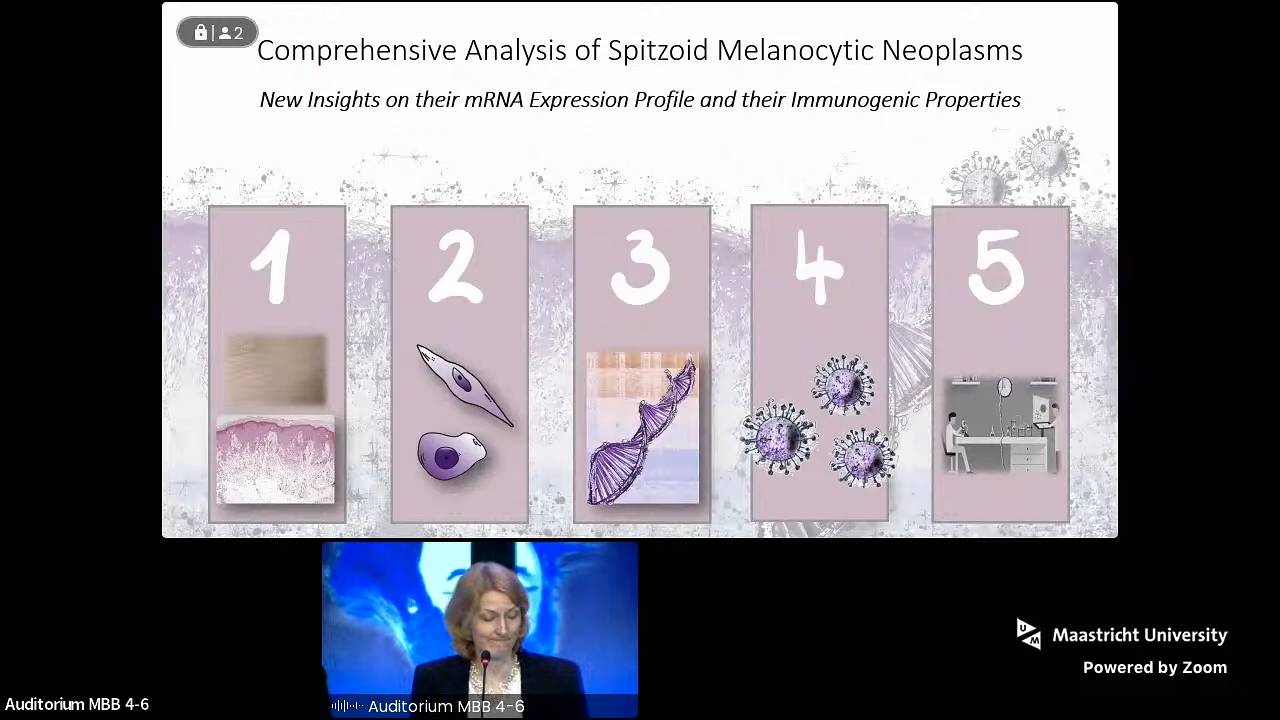 2
Comprehensive Analysis of Spitzoid Melanocytic Neoplasms
New Insights on their mRNA Expression Profile and their Immunogenic Properties
1 2 3 4 5
UM
Maastricht University
Powered by Zoom
Auditorium MBB 4-6
Auditorium MBB 4-6